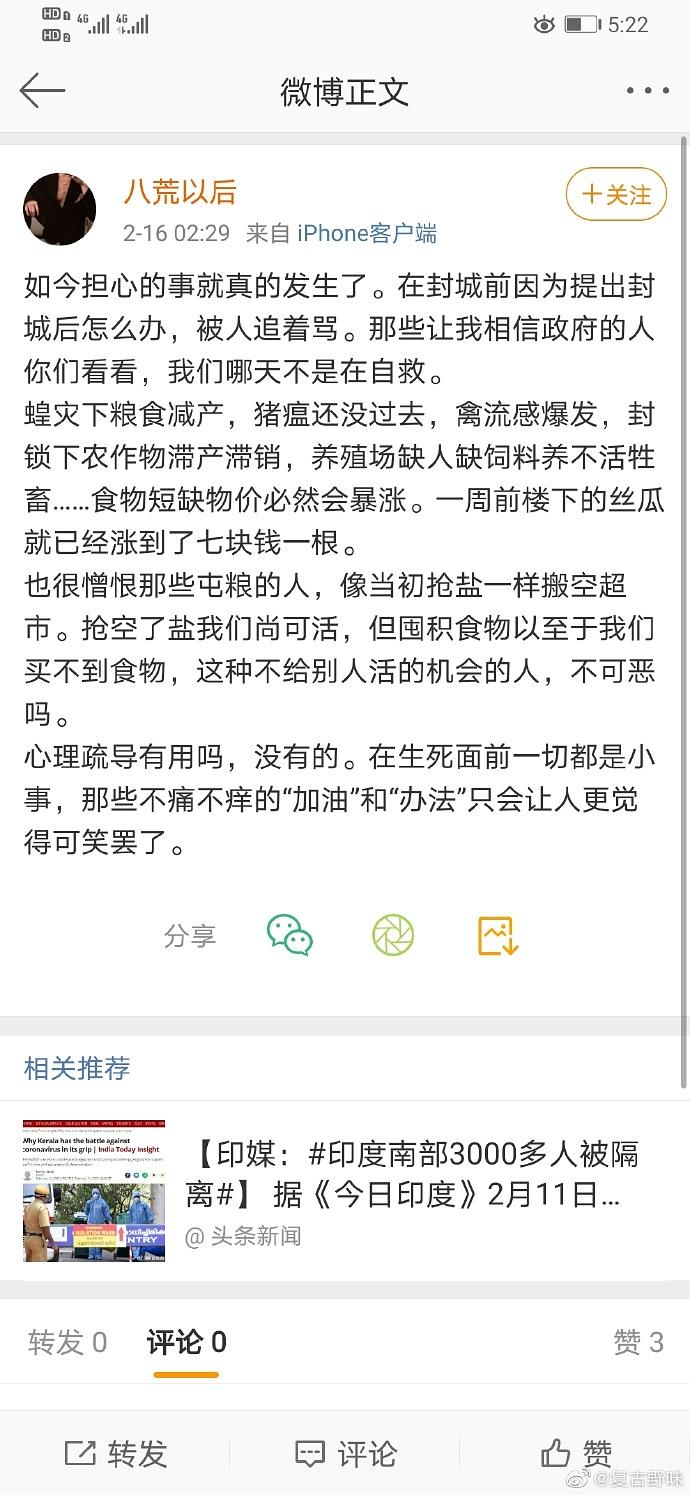 HD 1 4G 4G
HD 2
5:22
微博正文
八荒以后
+关注
2-16 02:29 来自 iPhone客户端
如今担心的事就真的发生了。在封城前因为提出封
城后怎么办，被人追着骂。那些让我相信政府的人
你们看看，我们哪天不是在自救。
蝗灾下粮食减产，猪瘟还没过去，禽流感爆发，封
锁下农作物滞产滞销，养殖场缺人缺饲料养不活牲
畜……食物短缺物价必然会暴涨。一周前楼下的丝瓜
就已经涨到了七块钱一根。
也很憎恨那些屯粮的人，像当初抢盐一样搬空超
市。抢空了盐我们尚可活，但囤积食物以至于我们
买不到食物，这种不给别人活的机会的人，不可恶
吗。
心理疏导有用吗，没有的。在生死面前一切都是小
事，那些不痛不痒的“加油”和“办法”只会让人更觉
得可笑罢了。
分享
相关推荐
Why Kerala has the battle against
coronavirus in its grip | India Today Insight
ISOLATION WARD
ENTRY
【印媒：#印度南部3000多人被隔
离#】据《今日印度》2月11日...
@头条新闻
转发 0 评论 0 赞 3
转发 评论 赞
@复古野味